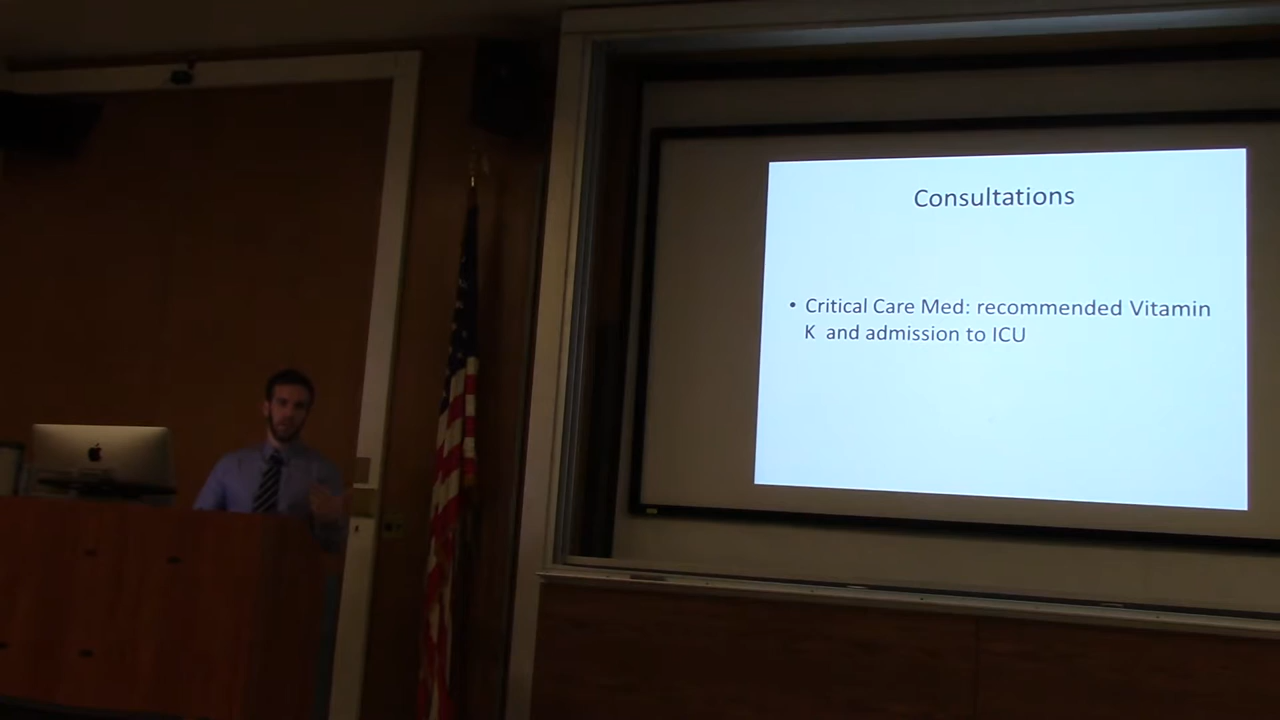 Consultations
• Critical Care Med: recommended Vitamin
K and admission to ICU